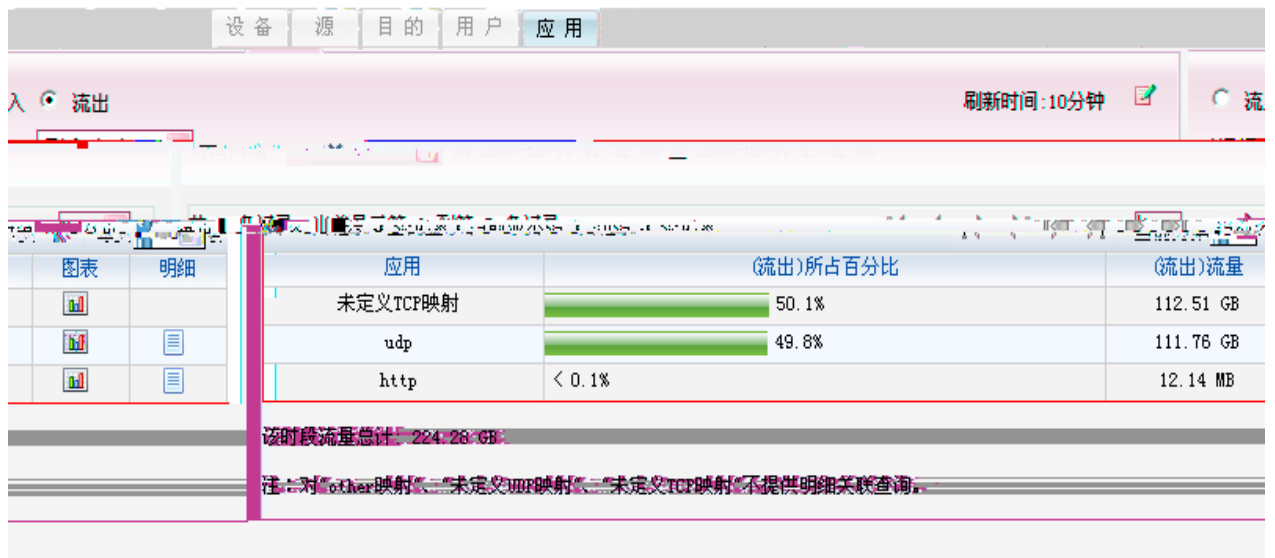 设备 源 目的 用户 应用
入 流出 刷新时间:10分钟 流
图表 明细 应用 (流出)所占百分比 (流出)流量
未定义TCP映射 50.1% 112.51 GB
udp 49.8% 111.76 GB
http < 0.1% 12.14 MB
该时段流量总计: 224.28 GB
注:对"other映射"、"未定义UDP映射"、"未定义TCP映射"不提供明细关联查询。